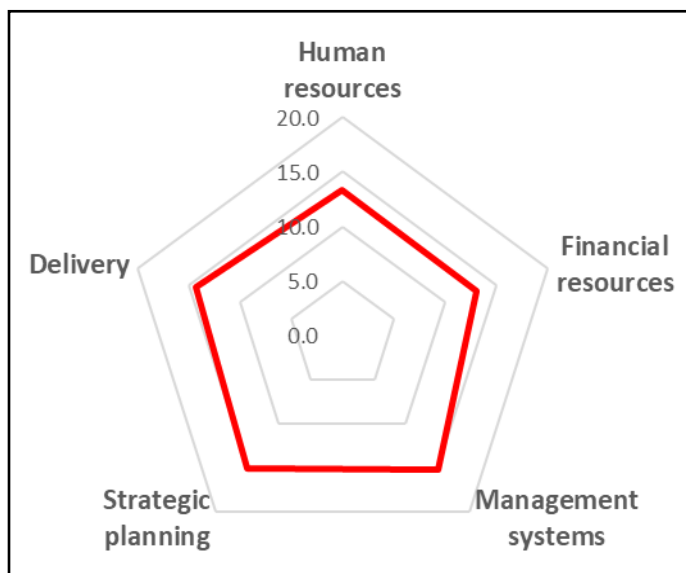 Human
resources
20.0
15.0
10.0
5.0
0.0
Delivery
Financial
resources
Strategic
planning
Management
systems